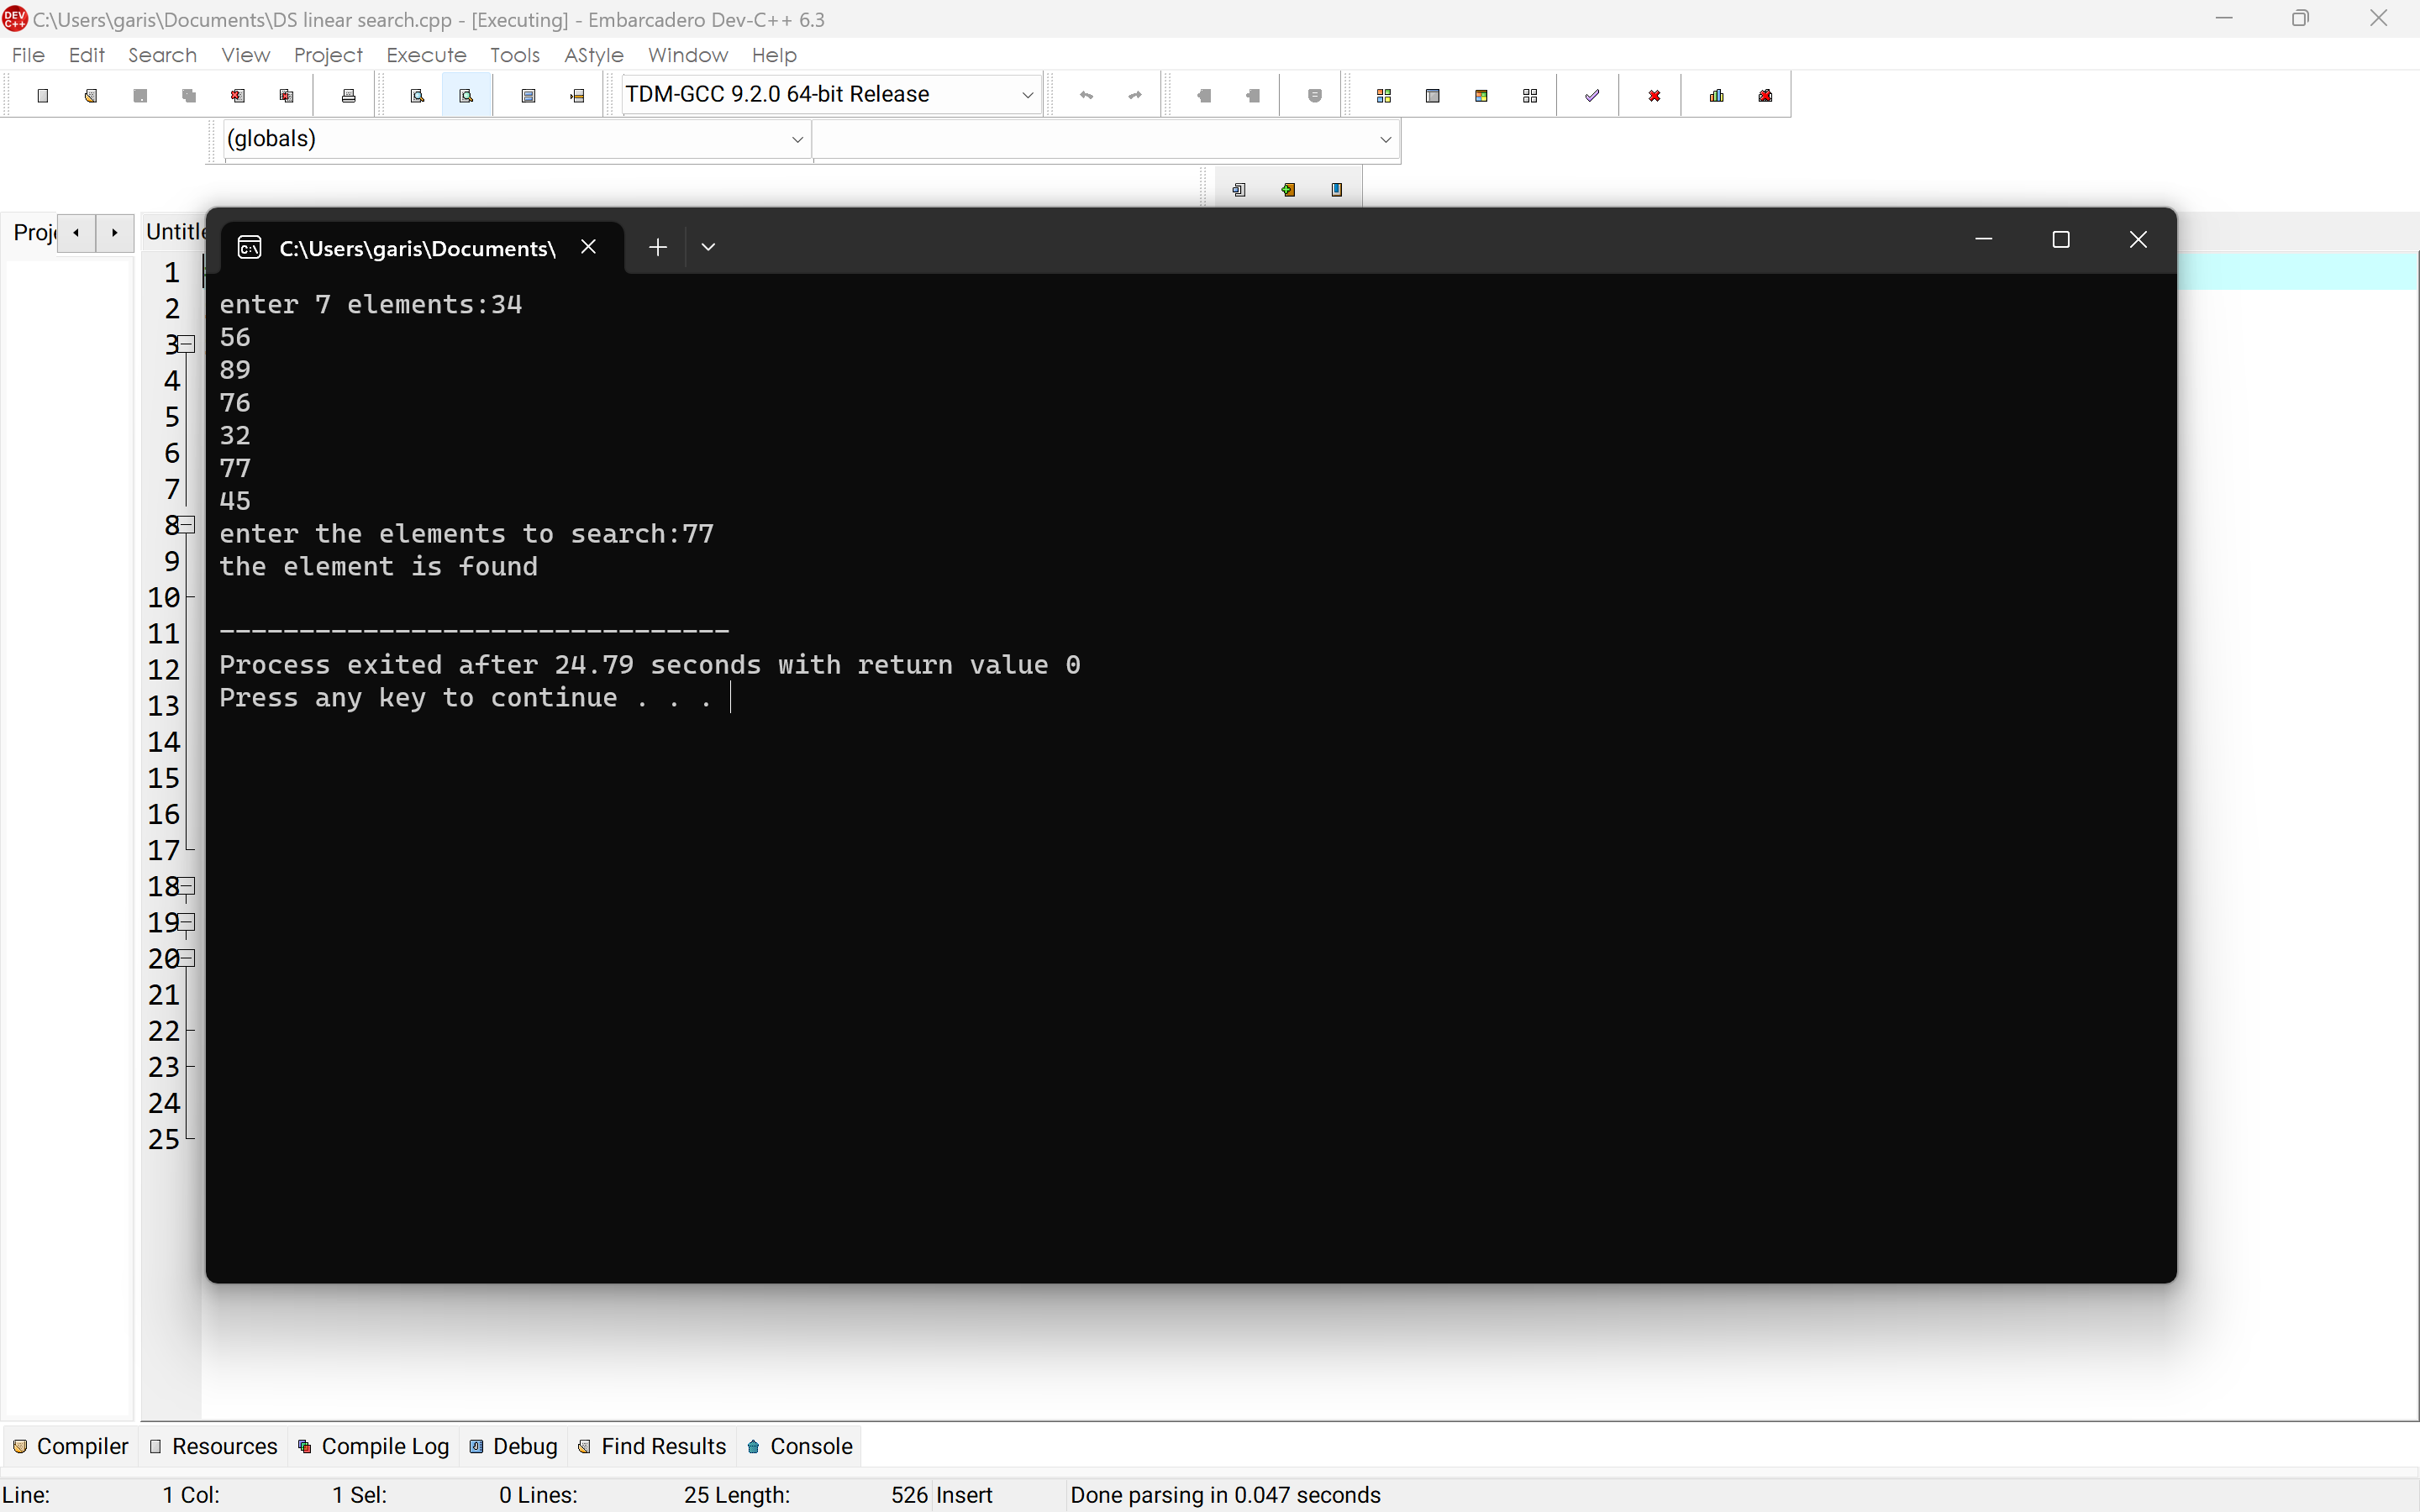 DEV C++ C:\Users\garis\Documents\DS linear search.cpp - [Executing] - Embarcadero Dev-C++ 6.3
File Edit Search View Project Execute Tools AStyle Window Help
TDM-GCC 9.2.0 64-bit Release
(globals)
C:\Users\garis\Documents\
enter 7 elements:34
56
89
76
32
77
45
enter the elements to search:77
the element is found
--------------------------------
Process exited after 24.79 seconds with return value 0
Press any key to continue . . .
1
2
3
4
5
6
7
8
9
10
11
12
13
14
15
16
17
18
19
20
21
22
23
24
25
Compiler Resources Compile Log Debug Find Results Console
Line: 1 Col: 1 Sel: 0 Lines: 25 Length: 526 Insert Done parsing in 0.047 seconds